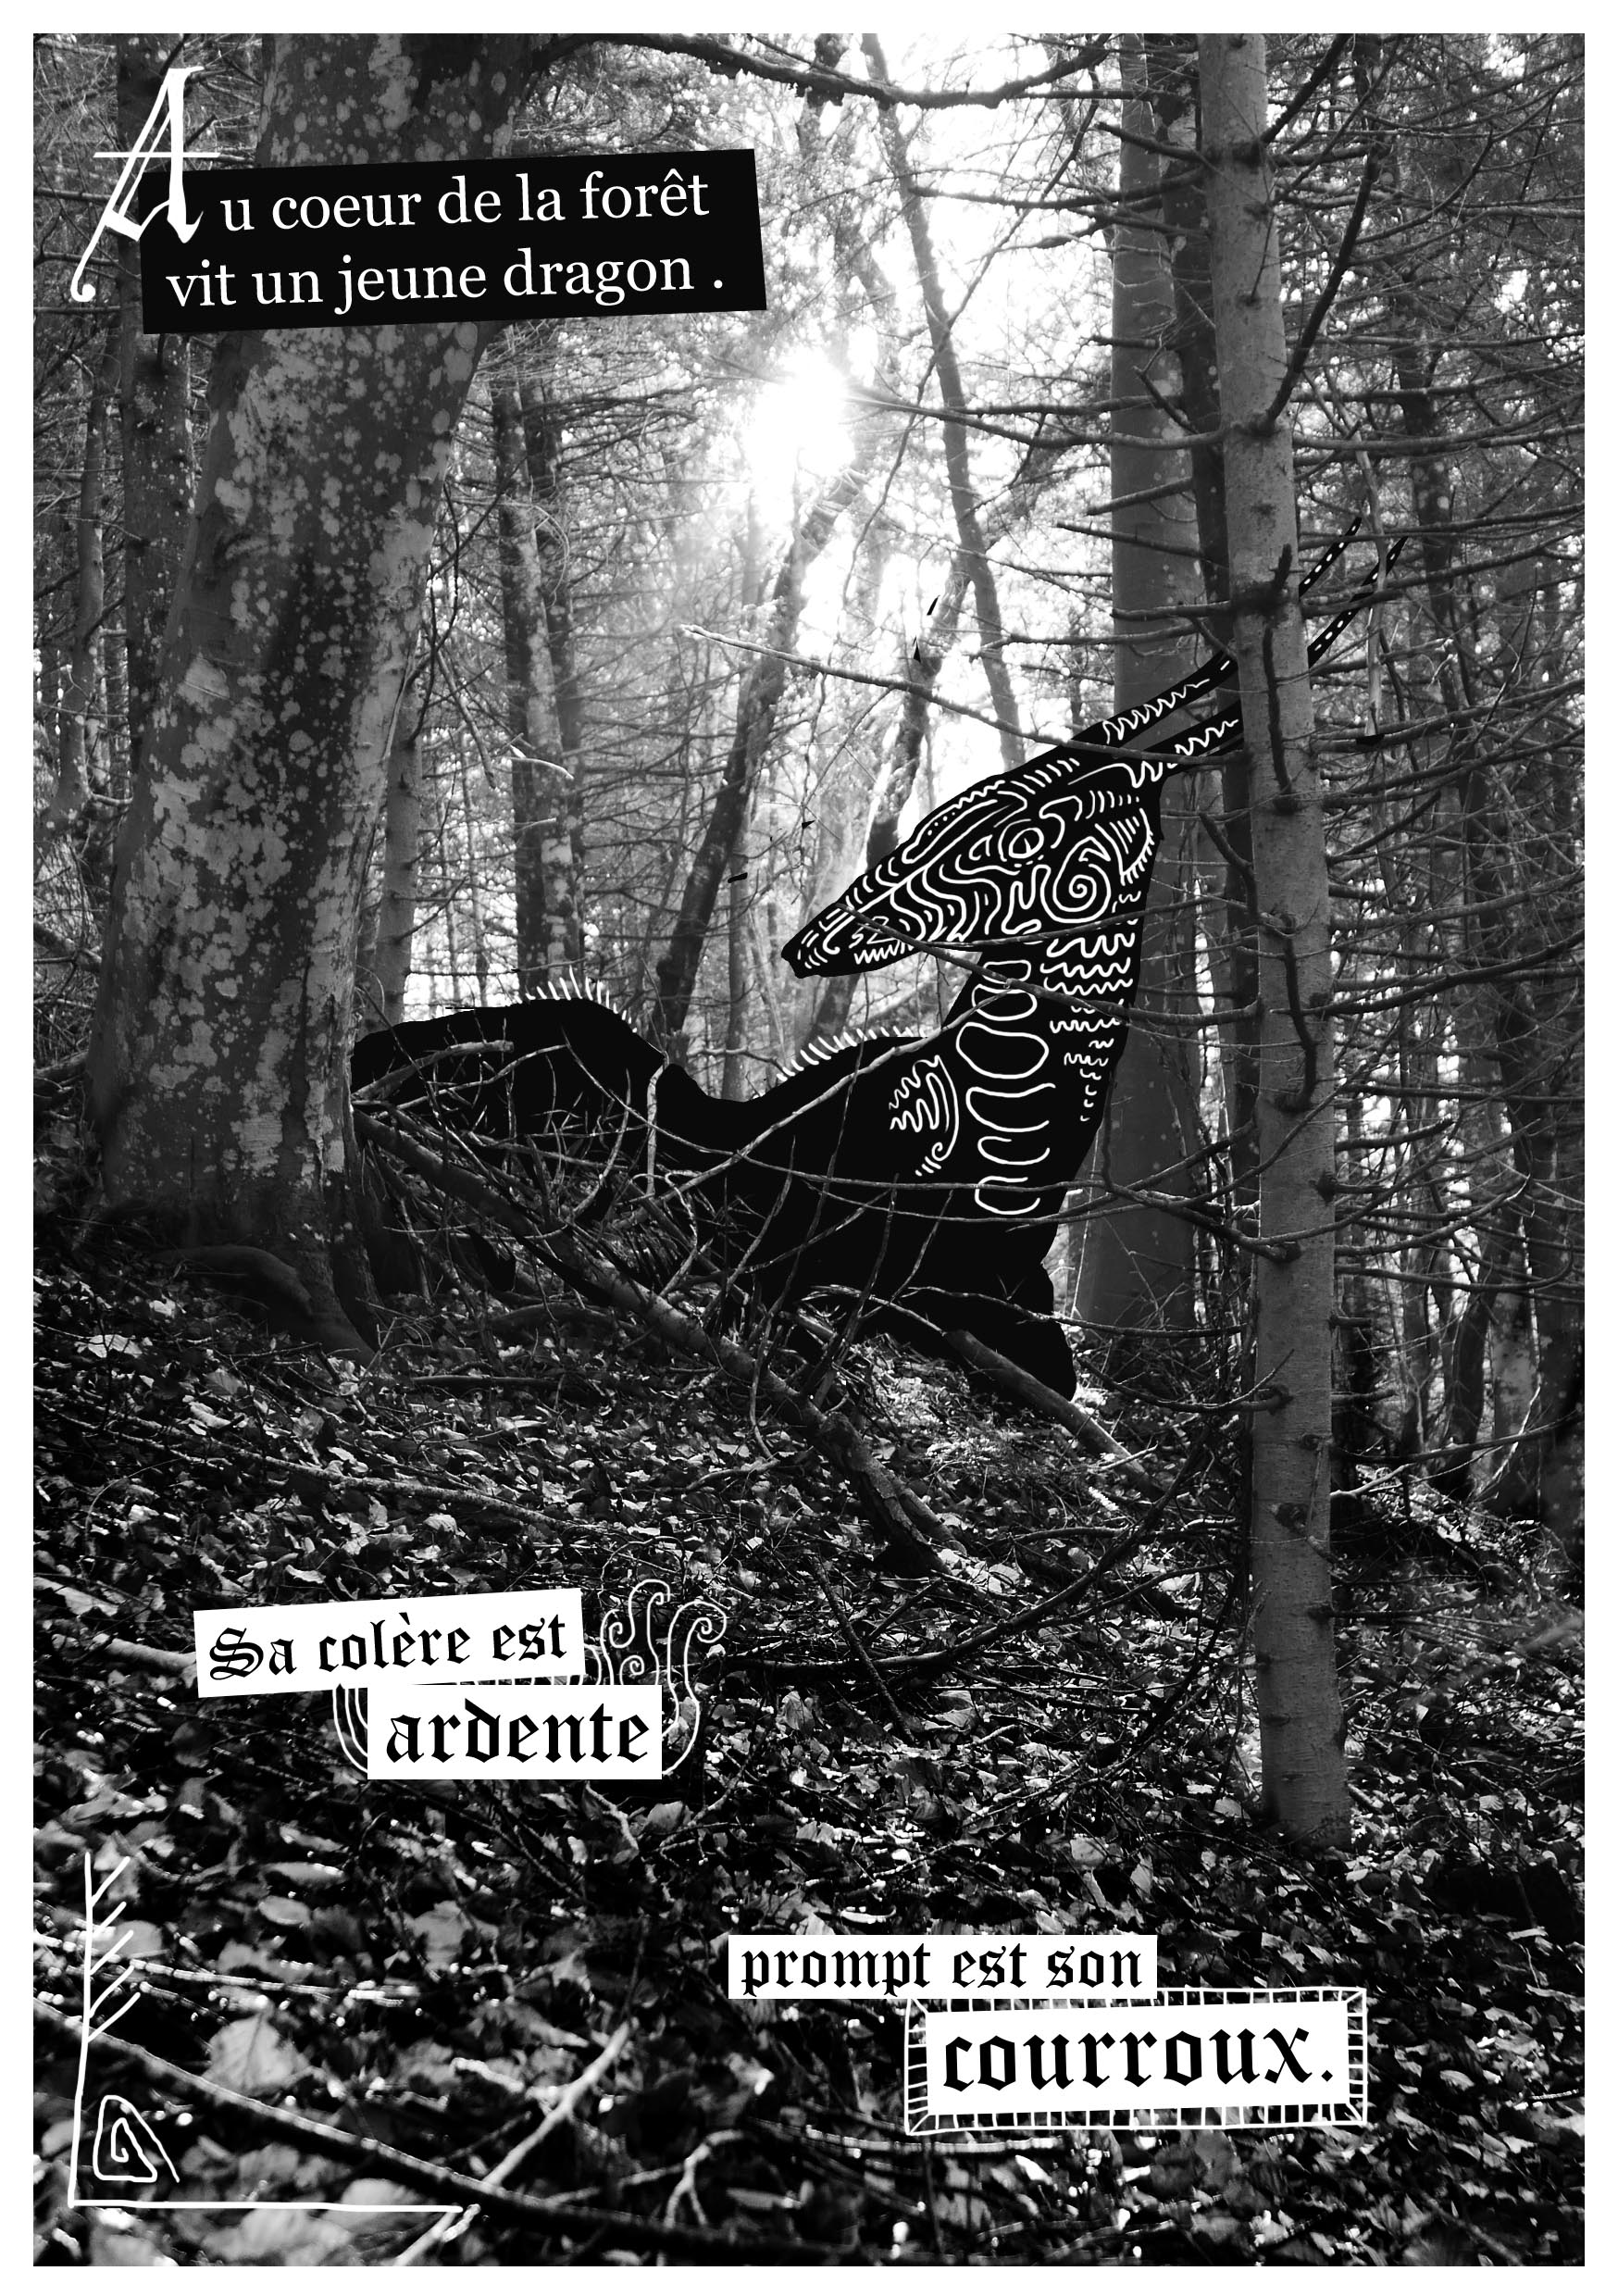 Au coeur de la forêt
vit un jeune dragon .
Sa colère est
ardente
prompt est son
courroux.